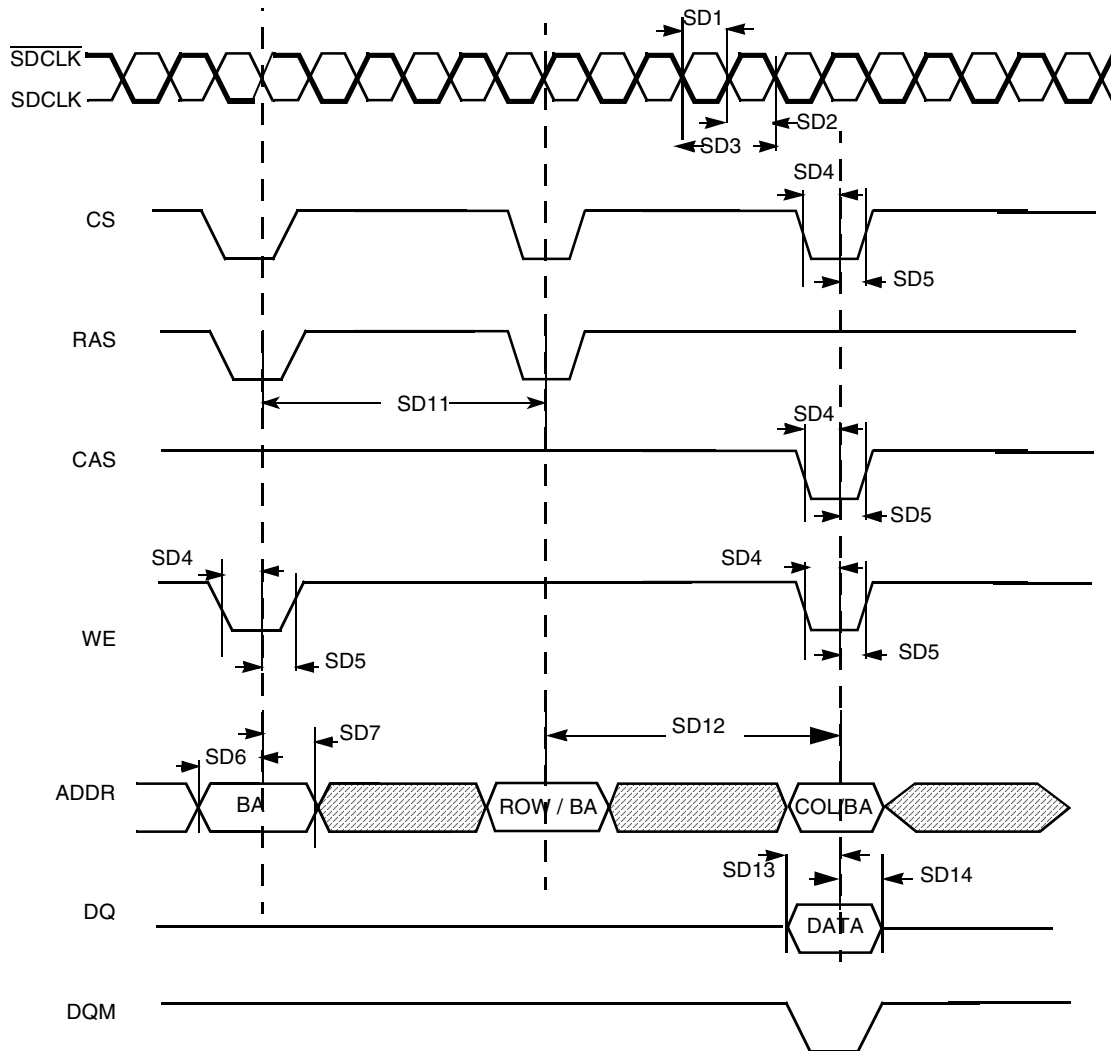 SD1
SDCLK
SDCLK
SD2
SD3
SD4
CS
SD5
RAS
SD11
SD4
CAS
SD5
SD4
SD4
WE
SD5
SD5
SD12
SD7
SD6
ADDR
BA
ROW / BA
COL/BA
SD13
SD14
DQ
DATA
DQM